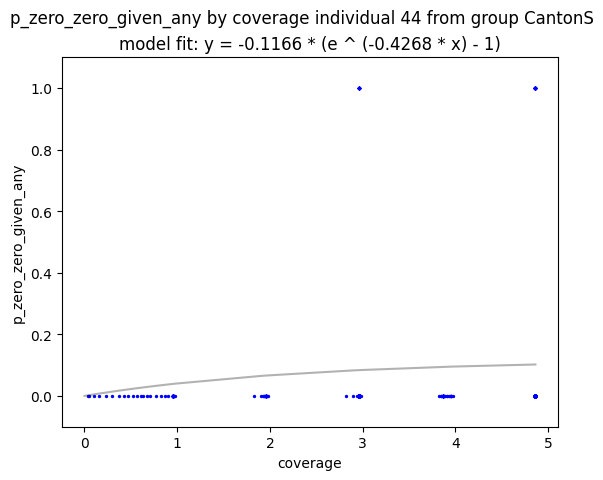 p_zero_zero_given_any by coverage individual 44 from group CantonS
model fit: y = -0.1166 * (e ^ (-0.4268 * x) - 1)
1.0
0.8
0.6
0.4
0.2
0.0
p_zero_zero_given_any
0 1 2 3 4 5
coverage